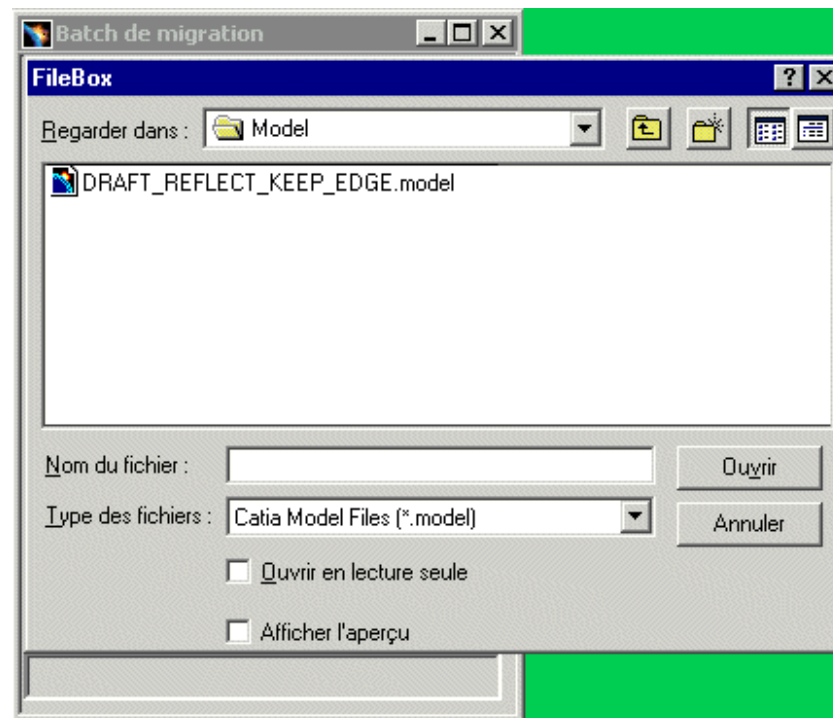 Batch de migration
FileBox
Regarder dans : Model
DRAFT_REFLECT_KEEP_EDGE.model
Nom du fichier : Ouvrir
Type des fichiers : Catia Model Files (*.model) Annuler
Ouvrir en lecture seule
Afficher l'aperçu